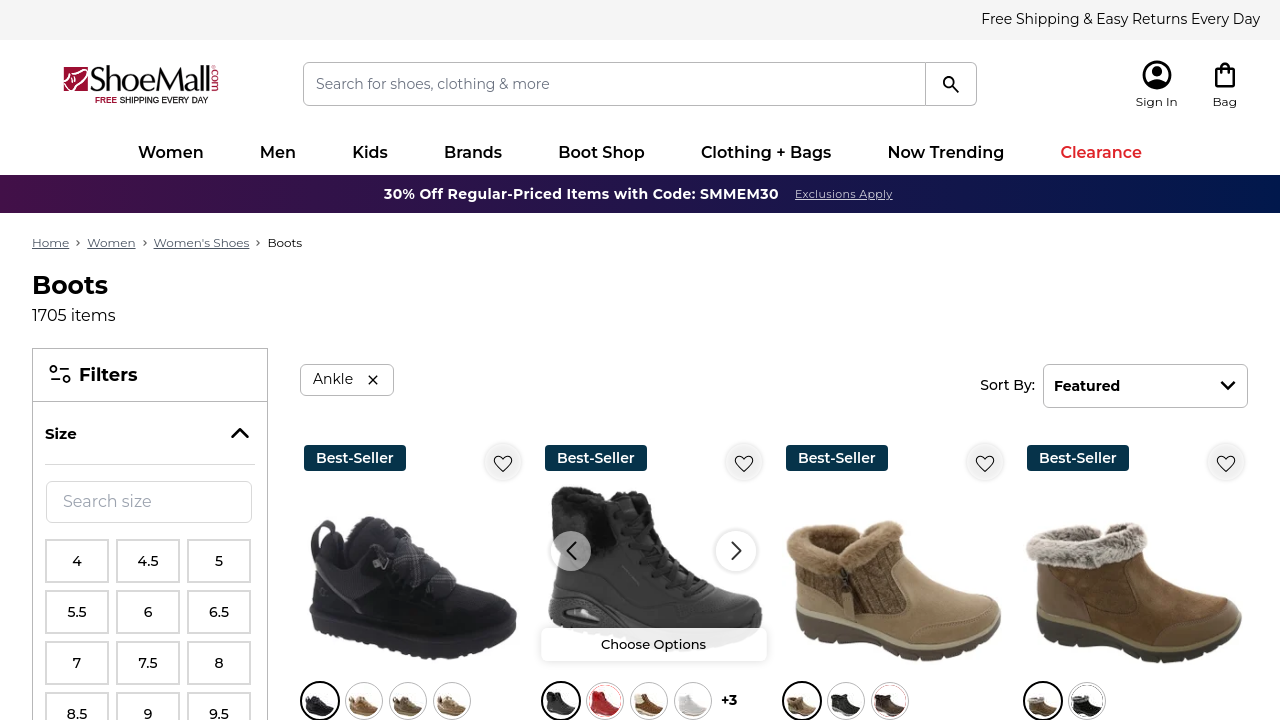 Free Shipping & Easy Returns Every Day
ShoeMall.com
FREE SHIPPING EVERY DAY
Search for shoes, clothing & more
Sign In
Bag
Women
Men
Kids
Brands
Boot Shop
Clothing + Bags
Now Trending
Clearance
30% Off Regular-Priced Items with Code: SMMEM30 Exclusions Apply
Home > Women > Women's Shoes > Boots
Boots
1705 items
Filters
Ankle
Sort By: Featured
Size
Search size
4 4.5 5
5.5 6 6.5
7 7.5 8
8.5 9 9.5
Best-Seller
Best-Seller
Best-Seller
Best-Seller
Choose Options
+3